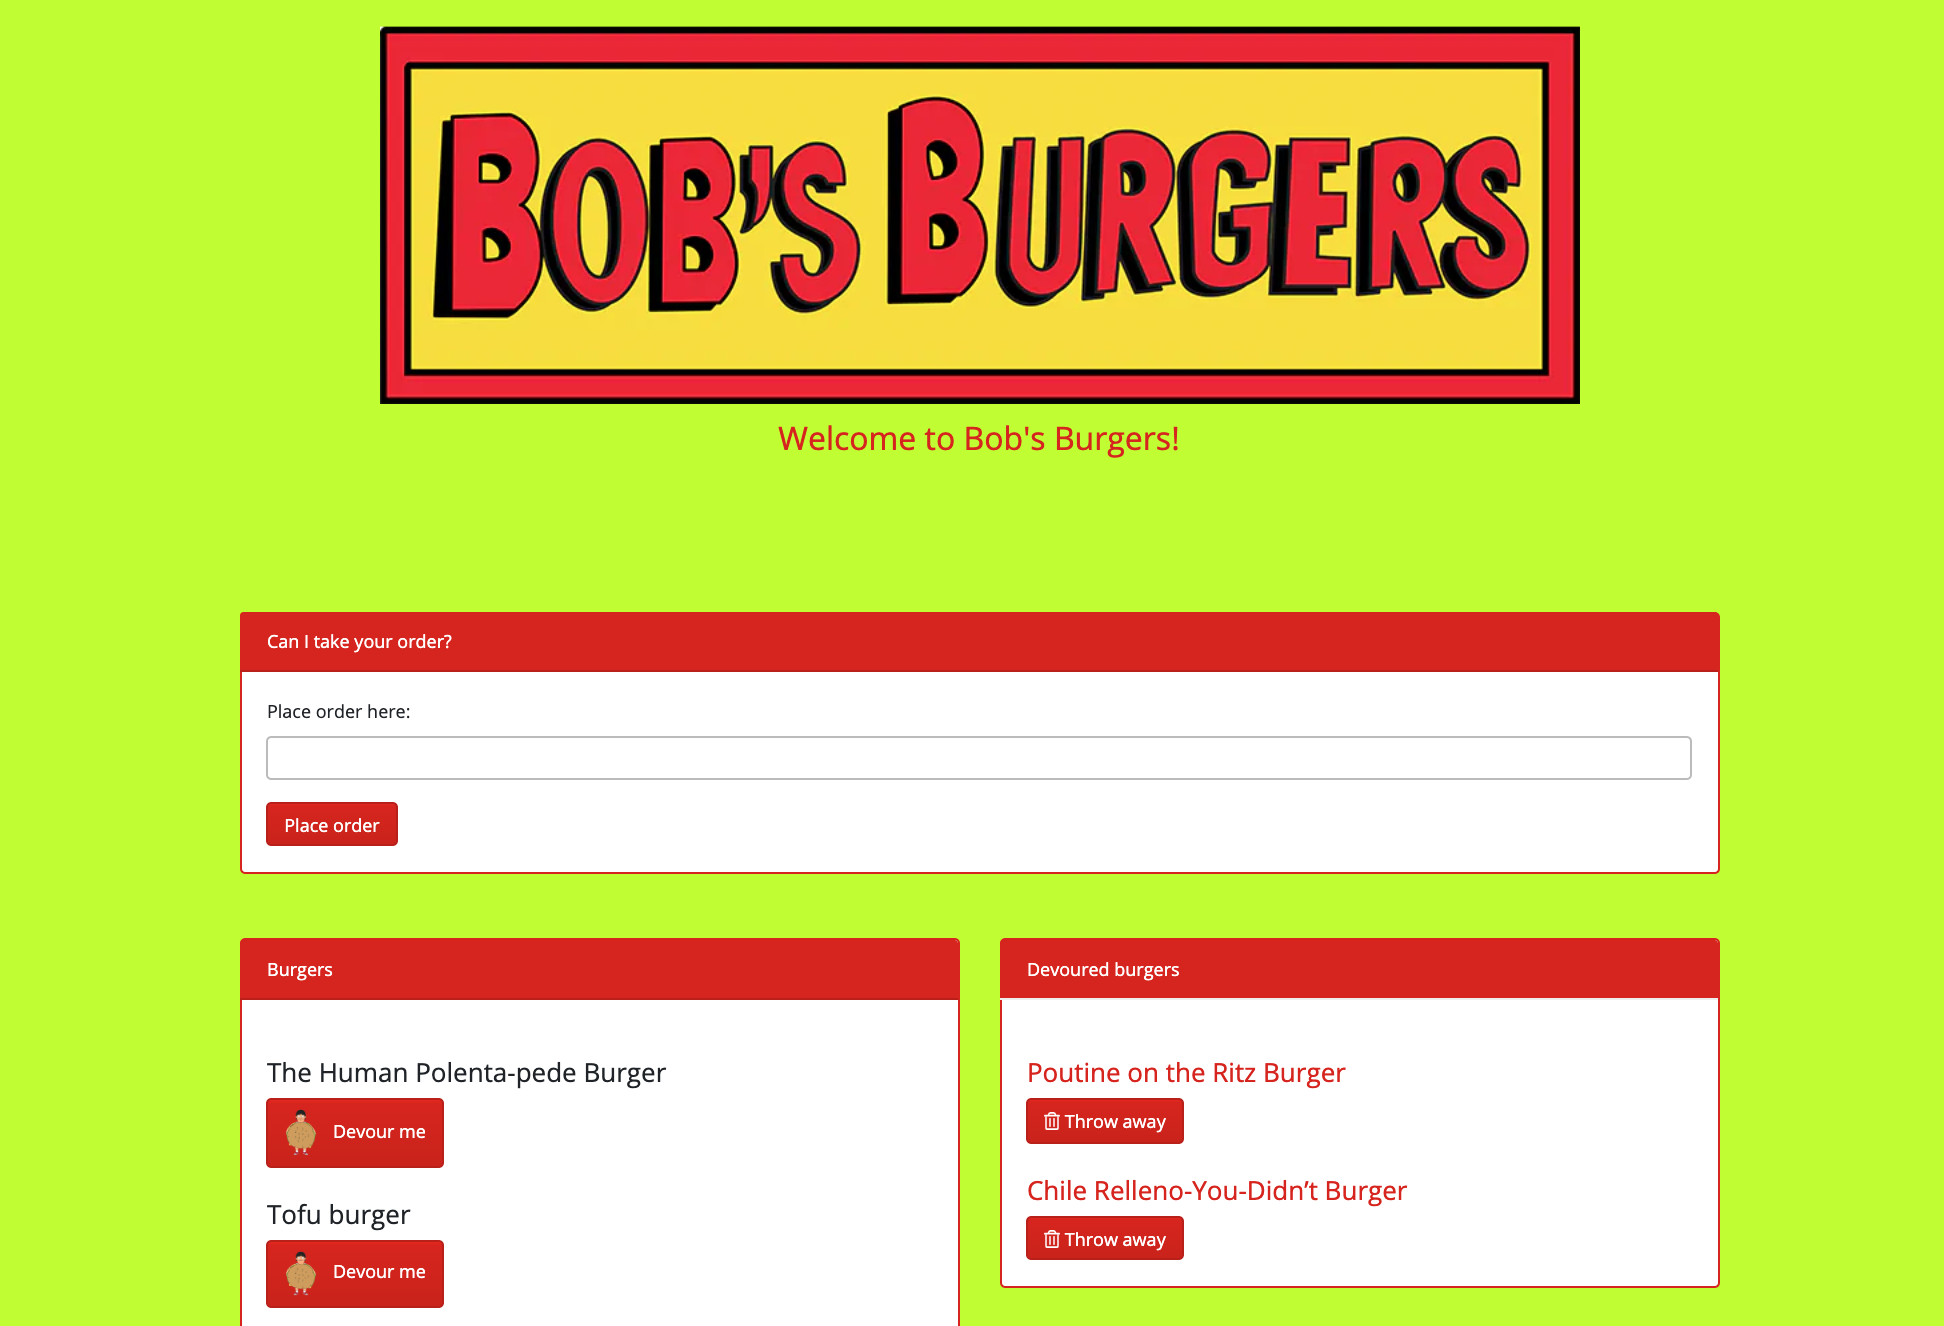 BOB'S BURGERS
Welcome to Bob's Burgers!
Can I take your order?
Place order here:
Place order
Burgers
The Human Polenta-pede Burger
Devour me
Tofu burger
Devour me
Devoured burgers
Poutine on the Ritz Burger
Throw away
Chile Relleno-You-Didn’t Burger
Throw away